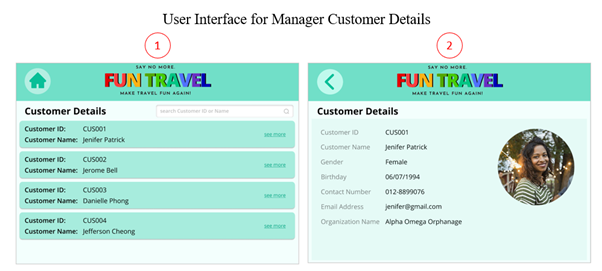 User Interface for Manager Customer Details
1
SAY NO MORE.
FUN TRAVEL
MAKE TRAVEL FUN AGAIN!
Customer Details
search Customer ID or Name
Customer ID: CUS001
Customer Name: Jenifer Patrick
see more
Customer ID: CUS002
Customer Name: Jerome Bell
see more
Customer ID: CUS003
Customer Name: Danielle Phong
see more
Customer ID: CUS004
Customer Name: Jefferson Cheong
see more
2
SAY NO MORE.
FUN TRAVEL
MAKE TRAVEL FUN AGAIN!
Customer Details
Customer ID CUS001
Customer Name Jenifer Patrick
Gender Female
Birthday 06/07/1994
Contact Number 012-8899076
Email Address jenifer@gmail.com
Organization Name Alpha Omega Orphanage